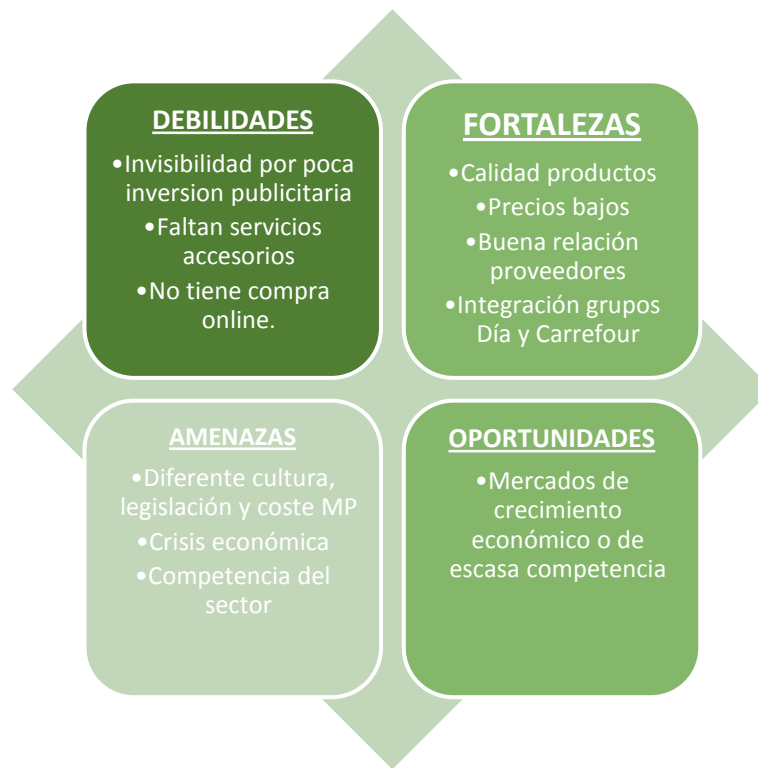 DEBILIDADES
•Invisibilidad por poca
inversion publicitaria
•Faltan servicios
accesorios
•No tiene compra
online.
FORTALEZAS
•Calidad productos
•Precios bajos
•Buena relación
proveedores
•Integración grupos
Día y Carrefour
AMENAZAS
•Diferente cultura,
legislación y coste MP
•Crisis económica
•Competencia del
sector
OPORTUNIDADES
•Mercados de
crecimiento
económico o de
escasa competencia